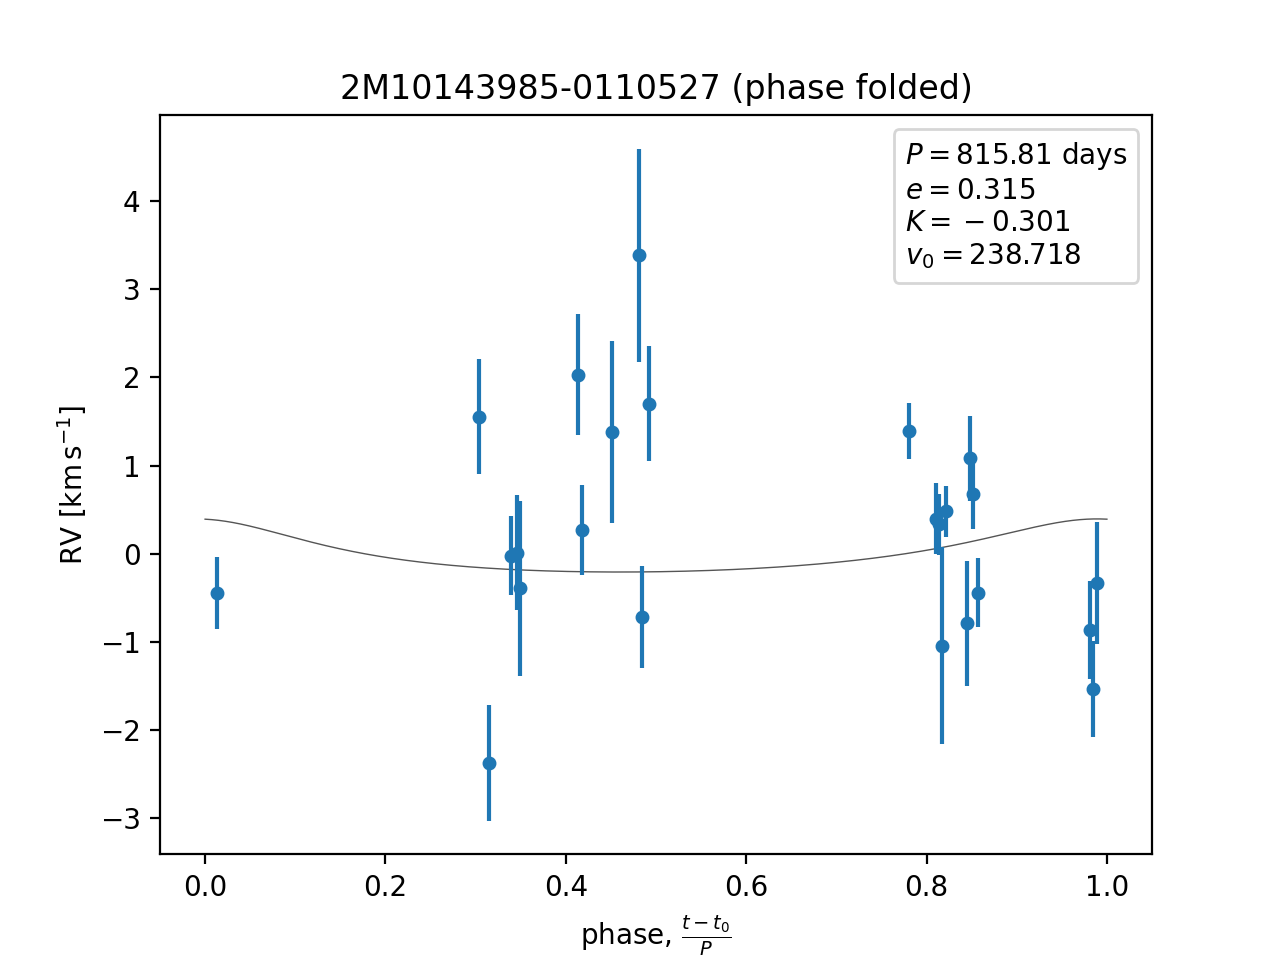 2M10143985-0110527 (phase folded)
P = 815.81 days
e = 0.315
K = −0.301
v₀ = 238.718
4
3
2
1
0
−1
−2
−3
RV [km s⁻¹]
0.0 0.2 0.4 0.6 0.8 1.0
phase, (t − t₀)/P